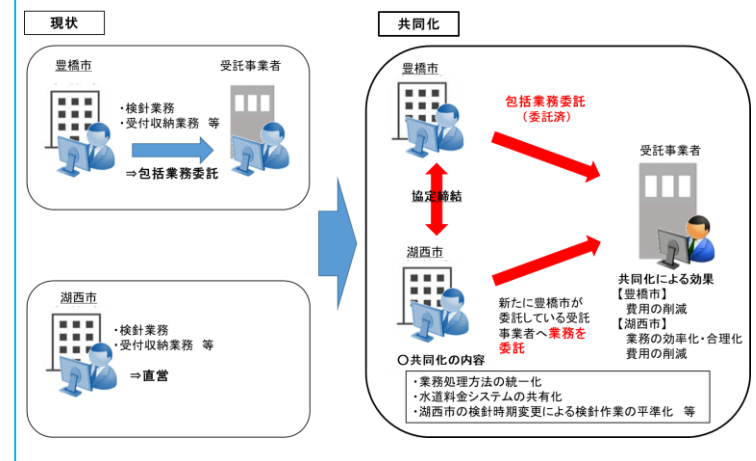 現状
豊橋市
受託事業者
・検針業務
・受付収納業務 等
⇒包括業務委託
湖西市
・検針業務
・受付収納業務 等
⇒直営
共同化
豊橋市
包括業務委託
(委託済)
受託事業者
協定締結
湖西市
新たに豊橋市が
委託している受託
事業者へ業務を
委託
共同化による効果
【豊橋市】
費用の削減
【湖西市】
業務の効率化・合理化
費用の削減
〇共同化の内容
・業務処理方法の統一化
・水道料金システムの共有化
・湖西市の検針時期変更による検針作業の平準化 等